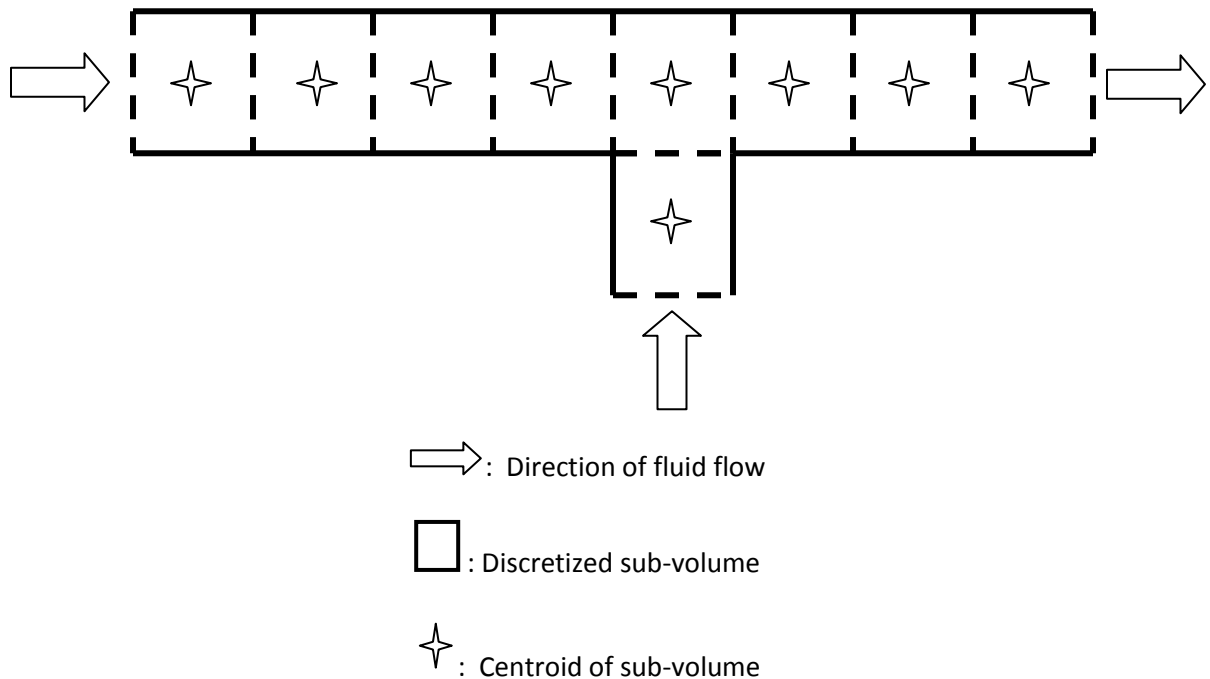 : Direction of fluid flow
: Discretized sub-volume
: Centroid of sub-volume